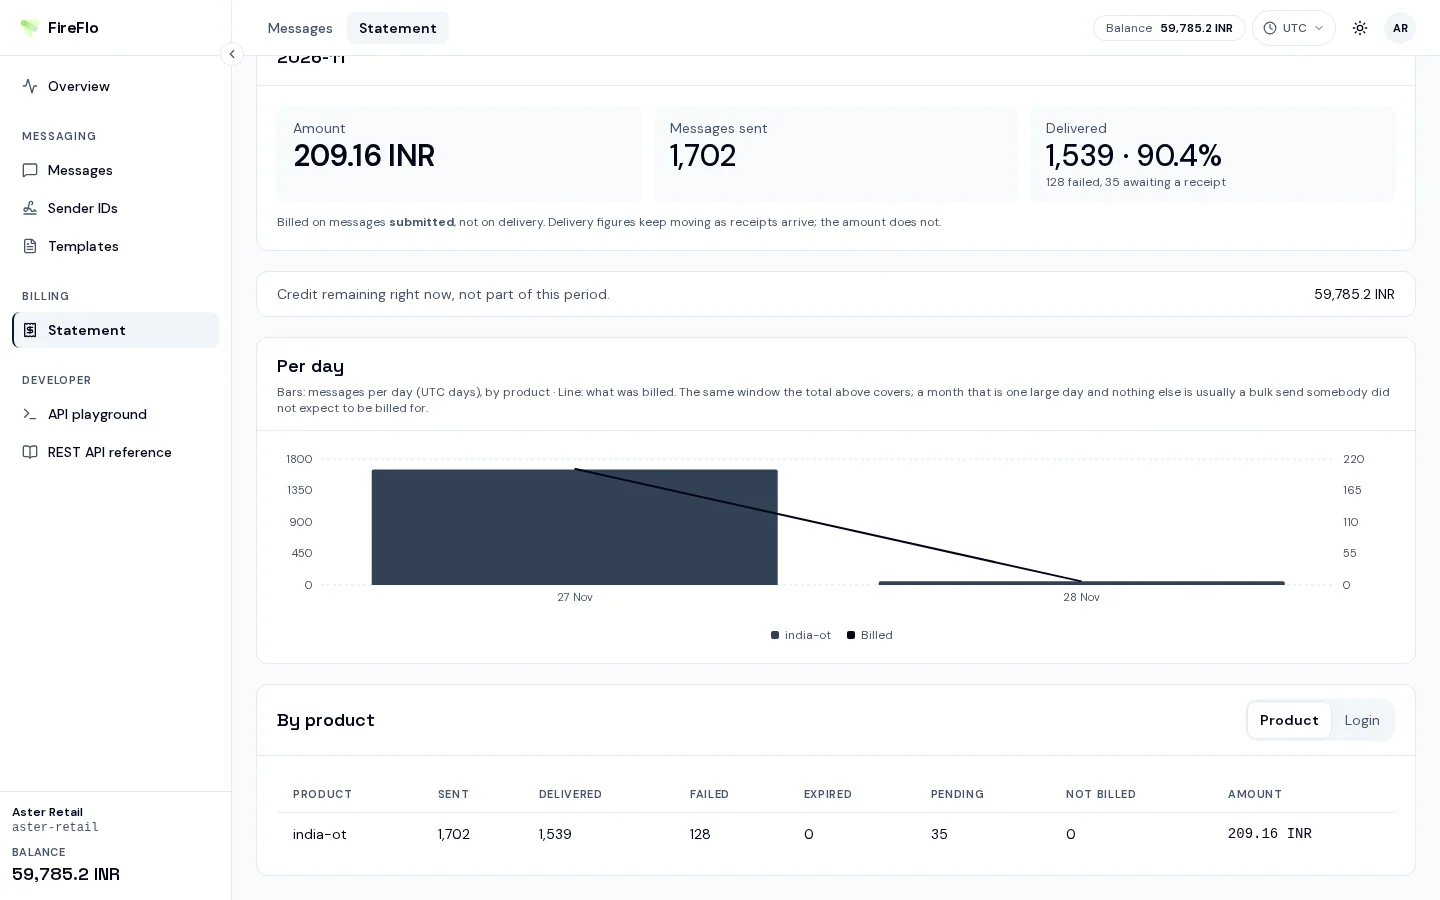 FireFlo
Messages
Statement
Balance 59,785.2 INR
UTC
AR
Overview
MESSAGING
Messages
Sender IDs
Templates
BILLING
Statement
DEVELOPER
API playground
REST API reference
Aster Retail
aster-retail
BALANCE
59,785.2 INR
2026-11
Amount
209.16 INR
Messages sent
1,702
Delivered
1,539 · 90.4%
128 failed, 35 awaiting a receipt
Billed on messages submitted, not on delivery. Delivery figures keep moving as receipts arrive; the amount does not.
Credit remaining right now, not part of this period.
59,785.2 INR
Per day
Bars: messages per day (UTC days), by product · Line: what was billed. The same window the total above covers; a month that is one large day and nothing else is usually a bulk send somebody did
not expect to be billed for.
1800
1350
900
450
0
220
165
110
55
0
27 Nov
28 Nov
india-ot
Billed
By product
Product
Login
PRODUCT SENT DELIVERED FAILED EXPIRED PENDING NOT BILLED AMOUNT
india-ot 1,702 1,539 128 0 35 0 209.16 INR